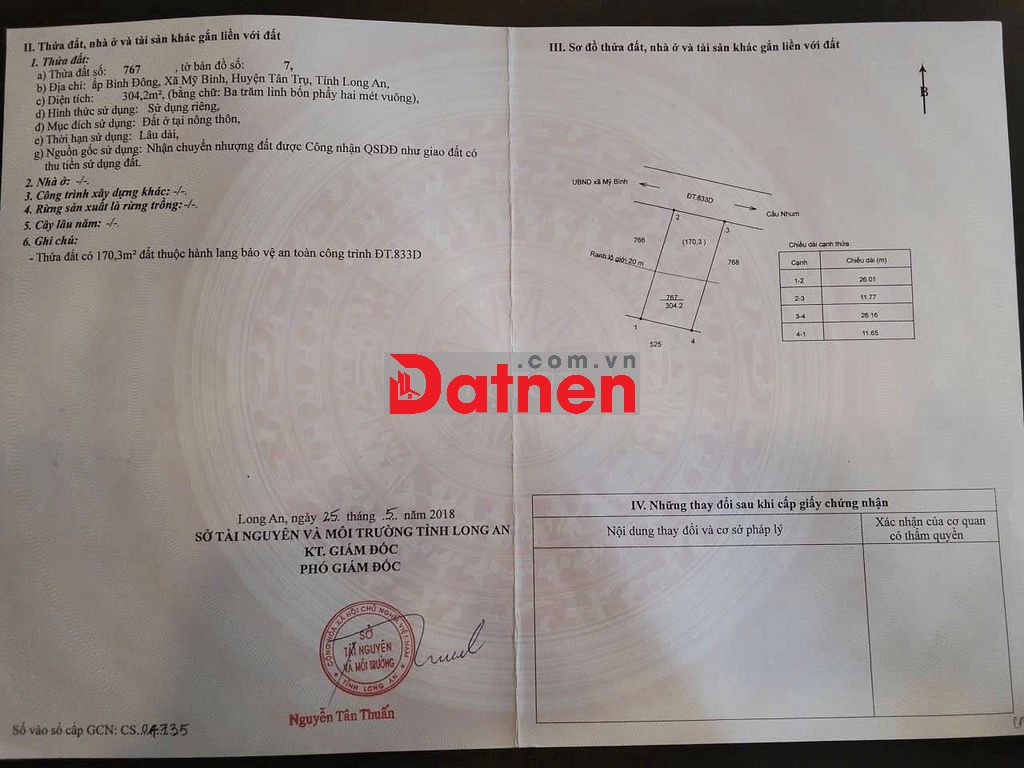 II. Thửa đất, nhà ở và tài sản khác gắn liền với đất
1. Thửa đất:
a) Thửa đất số: 767 , tờ bản đồ số: 7,
b) Địa chỉ: ấp Bình Đông, Xã Mỹ Bình, Huyện Tân Trụ, Tỉnh Long An,
c) Diện tích: 304,2m², (bằng chữ: Ba trăm linh bốn phẩy hai mét vuông),
d) Hình thức sử dụng: Sử dụng riêng,
đ) Mục đích sử dụng: Đất ở tại nông thôn,
e) Thời hạn sử dụng: Lâu dài,
g) Nguồn gốc sử dụng: Nhận chuyển nhượng đất được Công nhận QSDĐ như giao đất có
thu tiền sử dụng đất.
2. Nhà ở: -/-.
3. Công trình xây dựng khác: -/-.
4. Rừng sản xuất là rừng trồng: -/-.
5. Cây lâu năm: -/-.
6. Ghi chú:
- Thửa đất có 170,3m² đất thuộc hành lang bảo vệ an toàn công trình ĐT.833D
Long An, ngày 25 tháng 5 năm 2018
SỞ TÀI NGUYÊN VÀ MÔI TRƯỜNG TỈNH LONG AN
KT. GIÁM ĐỐC
PHÓ GIÁM ĐỐC
CỘNG HÒA XÃ HỘI CHỦ NGHĨA VIỆT NAM
SỞ
TÀI NGUYÊN
VÀ MÔI TRƯỜNG
TỈNH LONG AN
Nguyễn Tân Thuấn
Số vào sổ cấp GCN: CS.04735
III. Sơ đồ thửa đất, nhà ở và tài sản khác gắn liền với đất
B
UBND xã Mỹ Bình
ĐT.833D
Cầu Nhum
2
3
766
(170,3 )
768
Ranh lộ giới 20 m
767
304.2
1
4
525
Chiều dài cạnh thửa:
Cạnh Chiều dài (m)
1-2 26.01
2-3 11.77
3-4 26.16
4-1 11.65
.com.vn
Datnen
IV. Những thay đổi sau khi cấp giấy chứng nhận
Nội dung thay đổi và cơ sở pháp lý
Xác nhận của cơ quan
có thẩm quyền